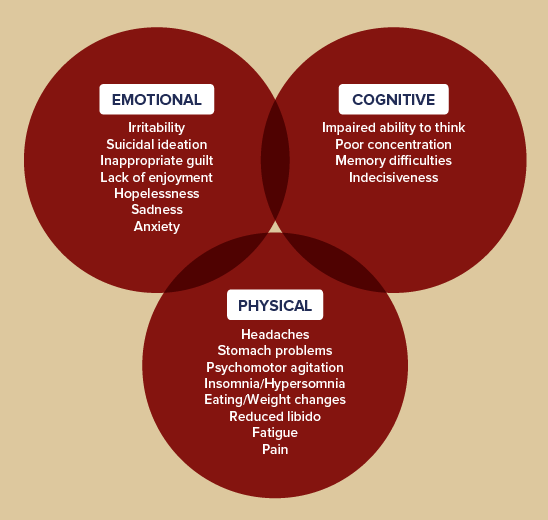 EMOTIONAL
Irritability
Suicidal ideation
Inappropriate guilt
Lack of enjoyment
Hopelessness
Sadness
Anxiety
COGNITIVE
Impaired ability to think
Poor concentration
Memory difficulties
Indecisiveness
PHYSICAL
Headaches
Stomach problems
Psychomotor agitation
Insomnia/Hypersomnia
Eating/Weight changes
Reduced libido
Fatigue
Pain